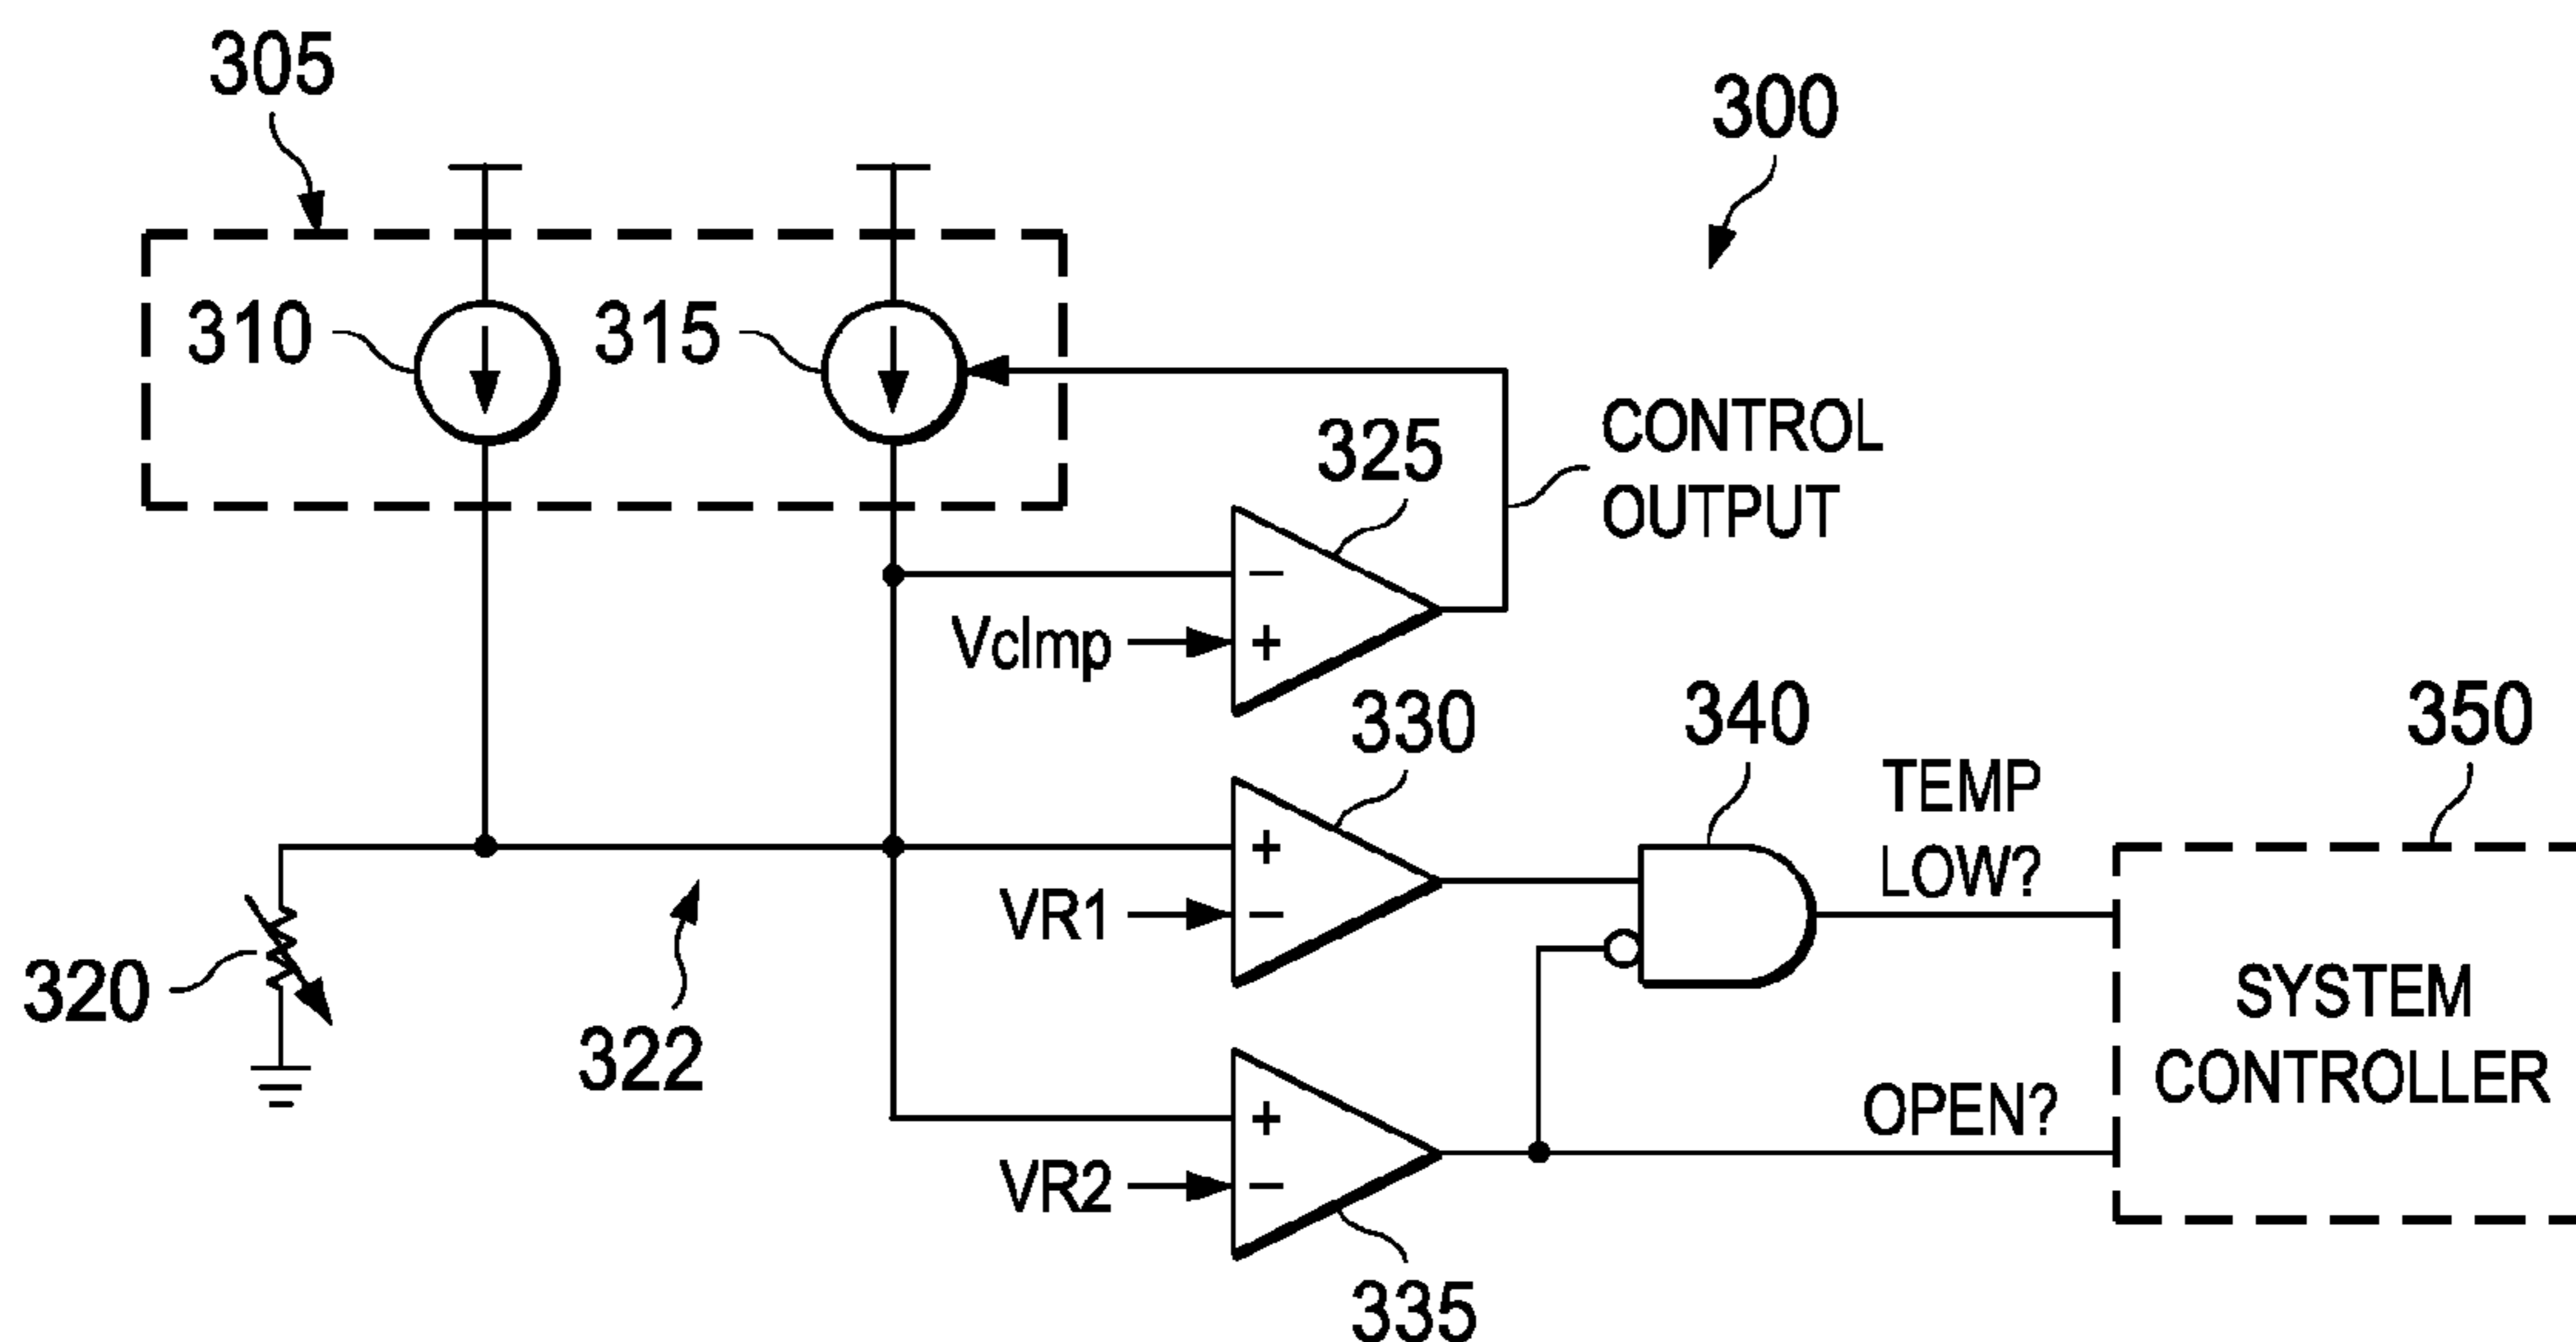 305
300
310
315
CONTROL
OUTPUT
325
−
Vclmp
+
330
340
350
TEMP
LOW?
+
VR1
−
320
322
SYSTEM
CONTROLLER
OPEN?
+
VR2
−
335